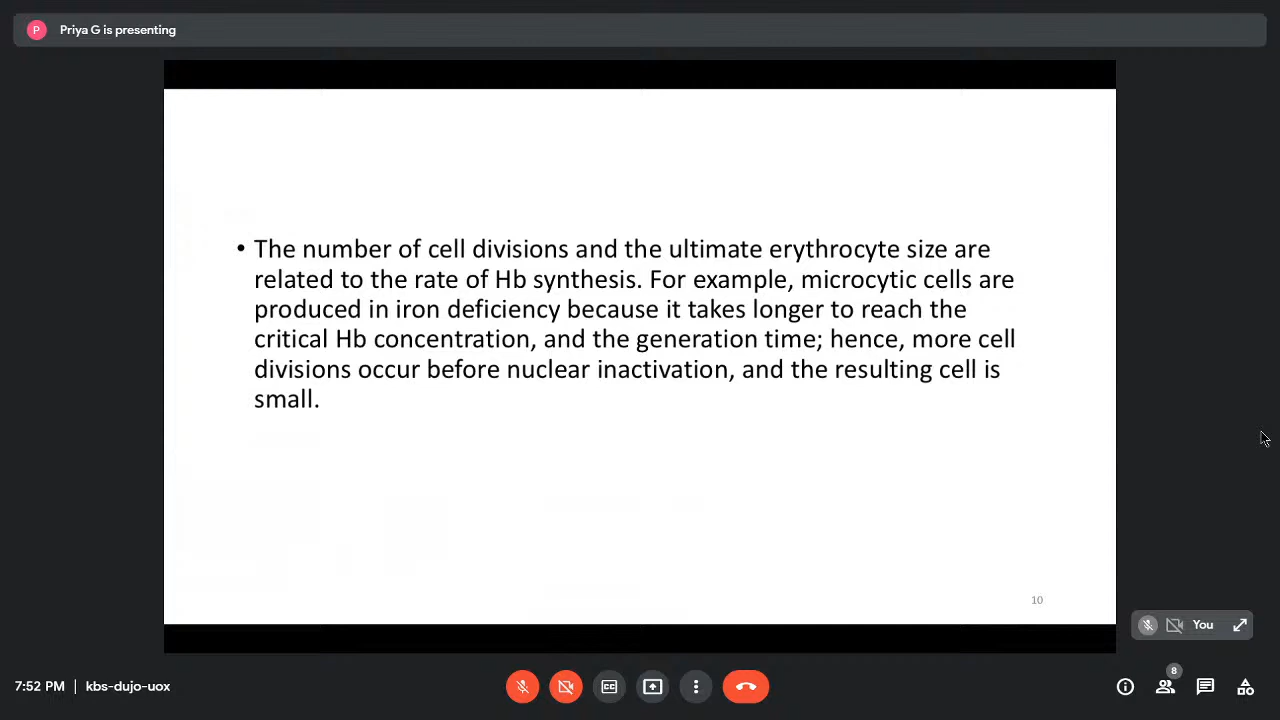 P Priya G is presenting
• The number of cell divisions and the ultimate erythrocyte size are
related to the rate of Hb synthesis. For example, microcytic cells are
produced in iron deficiency because it takes longer to reach the
critical Hb concentration, and the generation time; hence, more cell
divisions occur before nuclear inactivation, and the resulting cell is
small.
10
You
8
7:52 PM | kbs-dujo-uox
CC